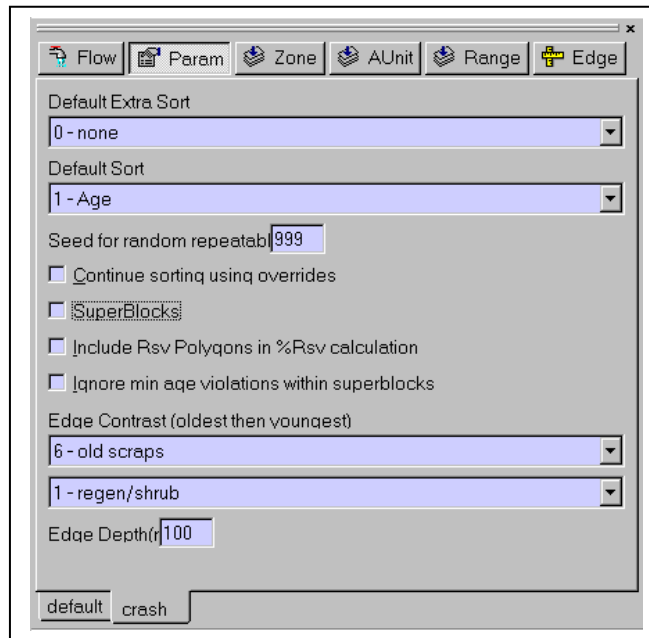 Flow Param Zone AUnit Range Edge
Default Extra Sort
0 - none
Default Sort
1 - Age
Seed for random repeatabl 999
Continue sorting using overrides
SuperBlocks
Include Rsv Polygons in %Rsv calculation
Ignore min age violations within superblocks
Edge Contrast (oldest then youngest)
6 - old scraps
1 - regen/shrub
Edge Depth(r 100
default crash